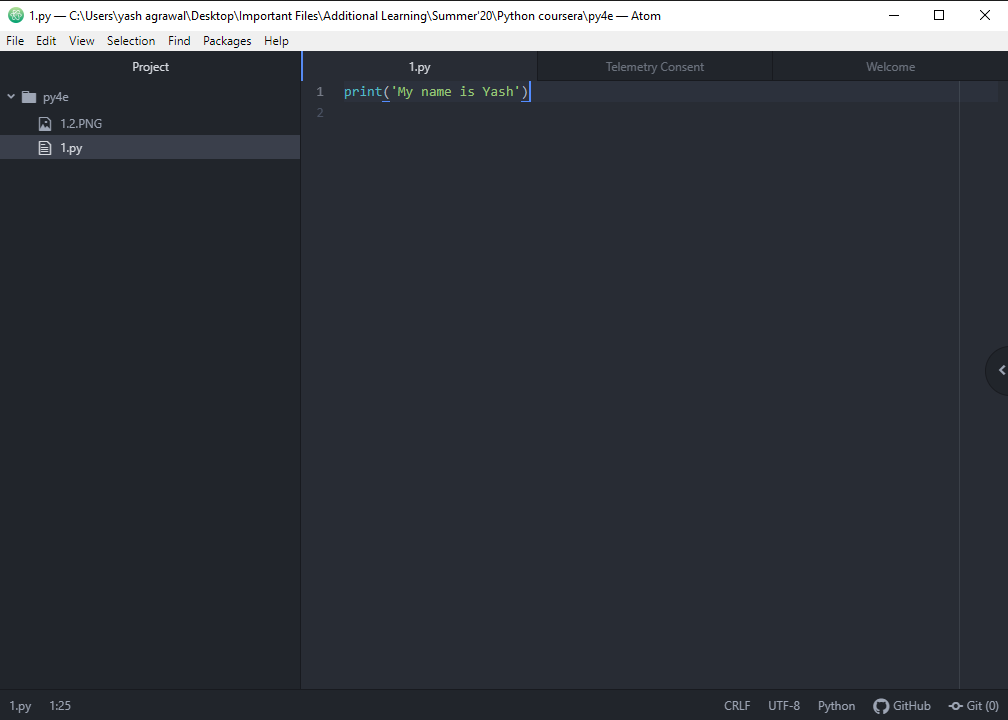 1.py — C:\Users\yash agrawal\Desktop\Important Files\Additional Learning\Summer'20\Python coursera\py4e — Atom
File Edit View Selection Find Packages Help
Project
1.py Telemetry Consent Welcome
py4e
1.2.PNG
1.py
1 print('My name is Yash')
2
1.py 1:25 CRLF UTF-8 Python GitHub Git (0)